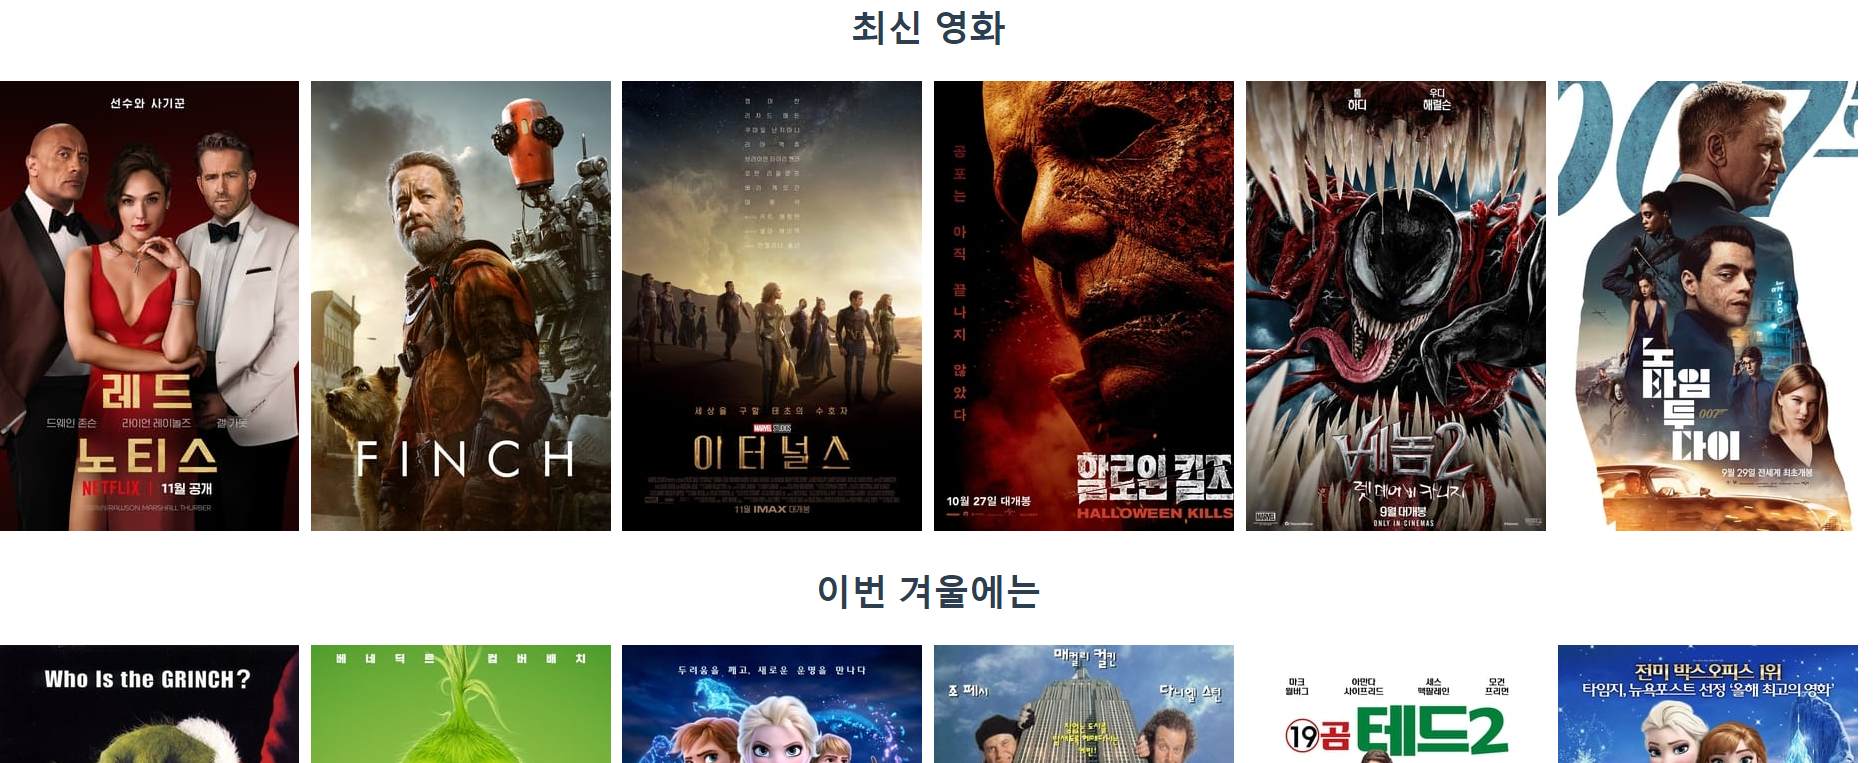 최신 영화
선수와 사기꾼
레드
드웨인 존슨 라이언 레이놀즈 갤 가돗
노티스
NETFLIX | 11월 공개
RAWSON MARSHALL THURBER
FINCH
세상을 구할 태초의 수호자
MARVEL STUDIOS
이터널스
11월 IMAX 대개봉
공포는 아직 끝나지 않았다
할로윈 킬즈
10월 27일 대개봉
HALLOWEEN KILLS
톰 하디
우디 해럴슨
베놈2
렛 데어 비 카니지
9월 대개봉
ONLY IN CINEMAS
MARVEL
007
노
타임
투
다이
007
9월 29일 전세계 최초개봉
이번 겨울에는
Who Is the GRINCH?
베네딕트 컴버배치
두려움을 깨고, 새로운 운명을 만나다
매컬리 컬킨
조 페시
다니엘 스턴
마크 월버그
아만다 사이프리드
세스 맥팔레인
모건 프리먼
19곰 테드2
전미 박스오피스 1위
타임지, 뉴욕포스트 선정 '올해 최고의 영화'